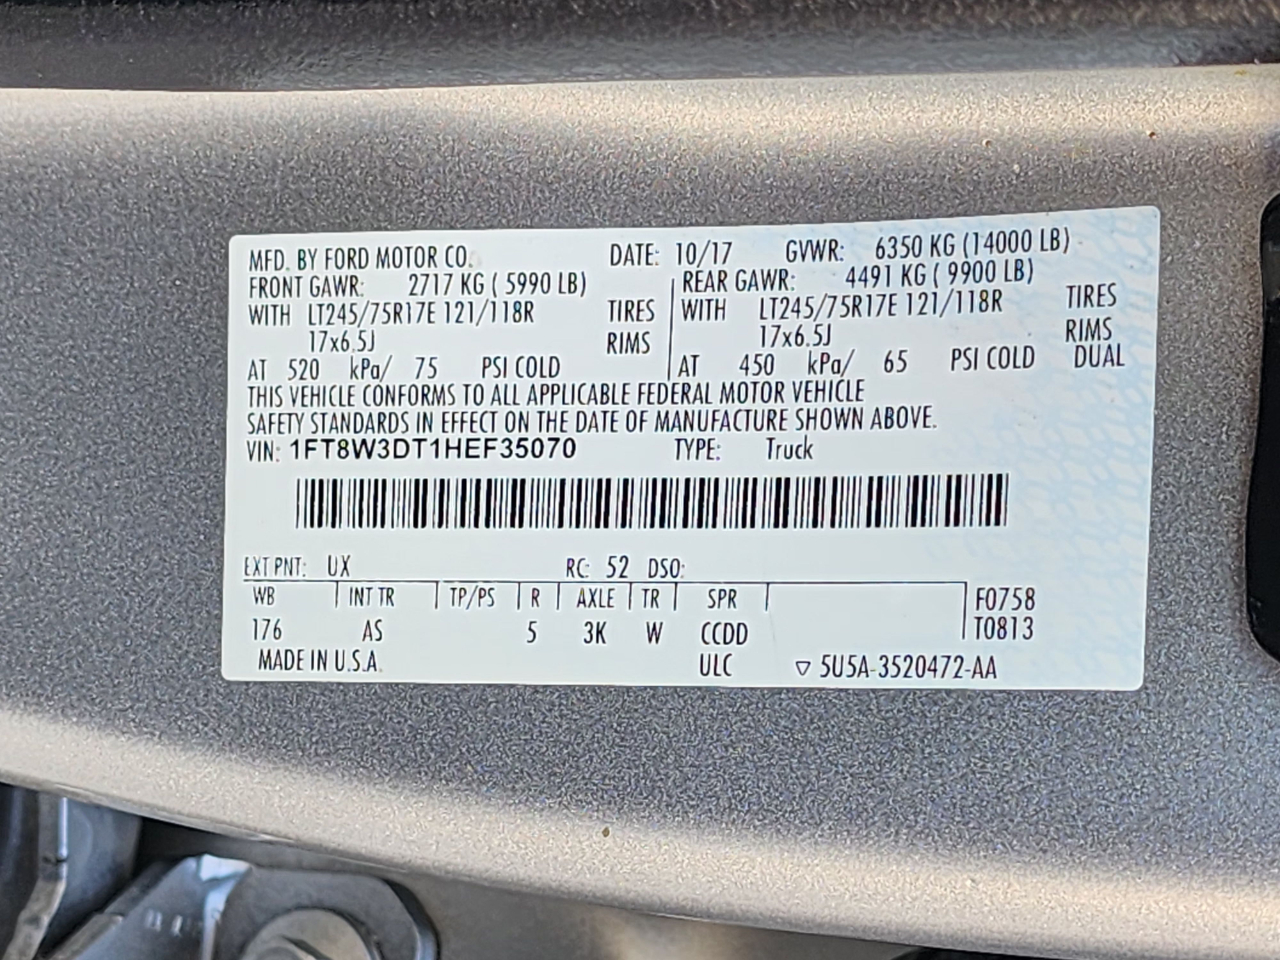 MFD. BY FORD MOTOR CO. DATE: 10/17 GVWR: 6350 KG (14000 LB)
FRONT GAWR: 2717 KG ( 5990 LB) REAR GAWR: 4491 KG ( 9900 LB)
WITH LT245/75R17E 121/118R TIRES WITH LT245/75R17E 121/118R TIRES
17x6.5J RIMS 17x6.5J RIMS
AT 520 kPa/ 75 PSI COLD AT 450 kPa/ 65 PSI COLD DUAL
THIS VEHICLE CONFORMS TO ALL APPLICABLE FEDERAL MOTOR VEHICLE
SAFETY STANDARDS IN EFFECT ON THE DATE OF MANUFACTURE SHOWN ABOVE.
VIN: 1FT8W3DT1HEF35070 TYPE: Truck
EXT PNT: UX RC: 52 DSO:
WB INT TR TP/PS R AXLE TR SPR F0758
176 AS 5 3K W CCDD T0813
MADE IN U.S.A. ULC ▽ 5U5A-3520472-AA